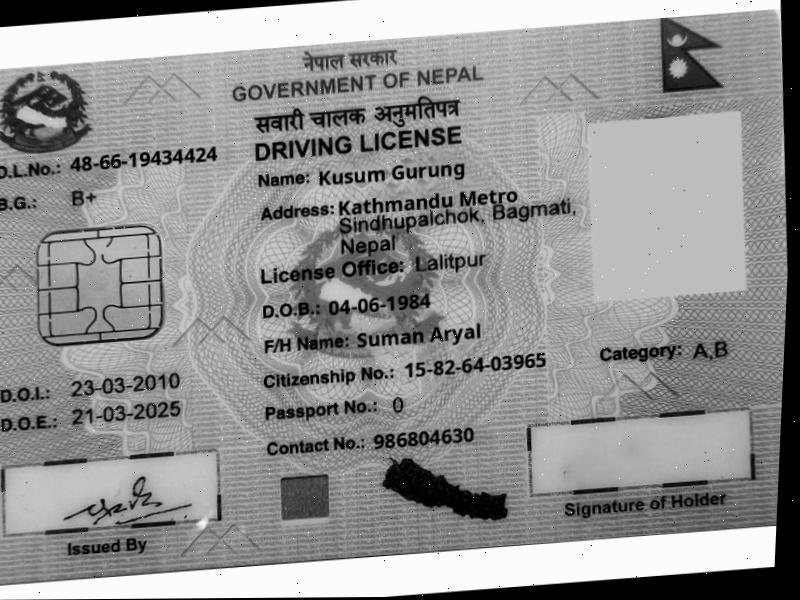 नेपाल सरकार
GOVERNMENT OF NEPAL
सवारी चालक अनुमतिपत्र
DRIVING LICENSE
D.L.No.: 48-66-19434424
B.G.: B+
Name: Kusum Gurung
Address: Kathmandu Metro
Sindhupalchok, Bagmati,
Nepal
License Office: Lalitpur
D.O.B.: 04-06-1984
F/H Name: Suman Aryal
Citizenship No.: 15-82-64-03965
Category: A,B
Passport No.: 0
D.O.I.: 23-03-2010
D.O.E.: 21-03-2025
Contact No.: 986804630
Issued By
Signature of Holder